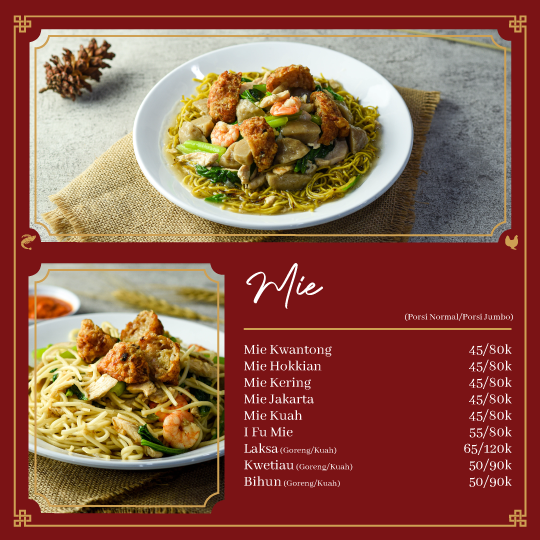 Mie
(Porsi Normal/Porsi Jumbo)
Mie Kwantong 45/80k
Mie Hokkian 45/80k
Mie Kering 45/80k
Mie Jakarta 45/80k
Mie Kuah 45/80k
I Fu Mie 55/80k
Laksa (Goreng/Kuah) 65/120k
Kwetiau (Goreng/Kuah) 50/90k
Bihun (Goreng/Kuah) 50/90k